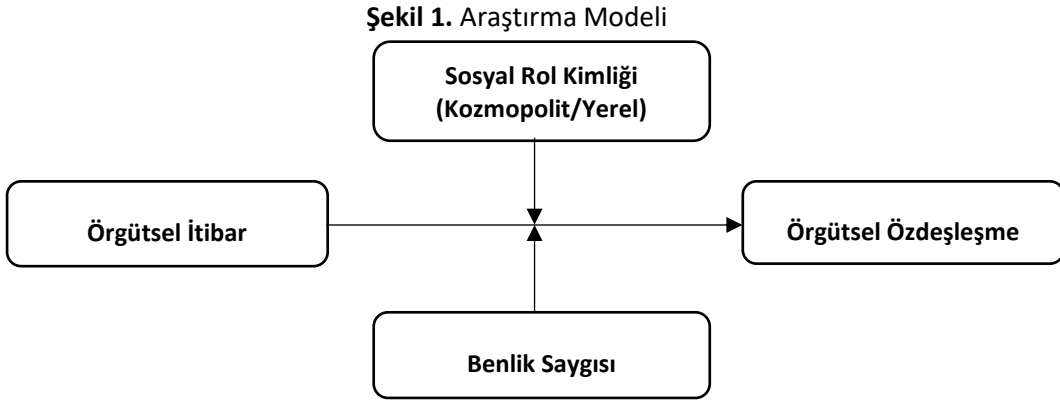 Şekil 1. Araştırma Modeli
Sosyal Rol Kimliği
(Kozmopolit/Yerel)
Örgütsel İtibar
Örgütsel Özdeşleşme
Benlik Saygısı